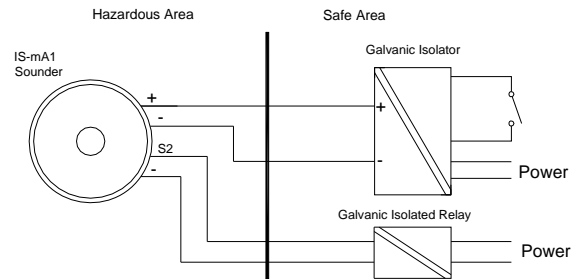 Hazardous Area
Safe Area
IS-mA1
Sounder
Galvanic Isolator
+
-
S2
-
+
-
Power
Galvanic Isolated Relay
Power